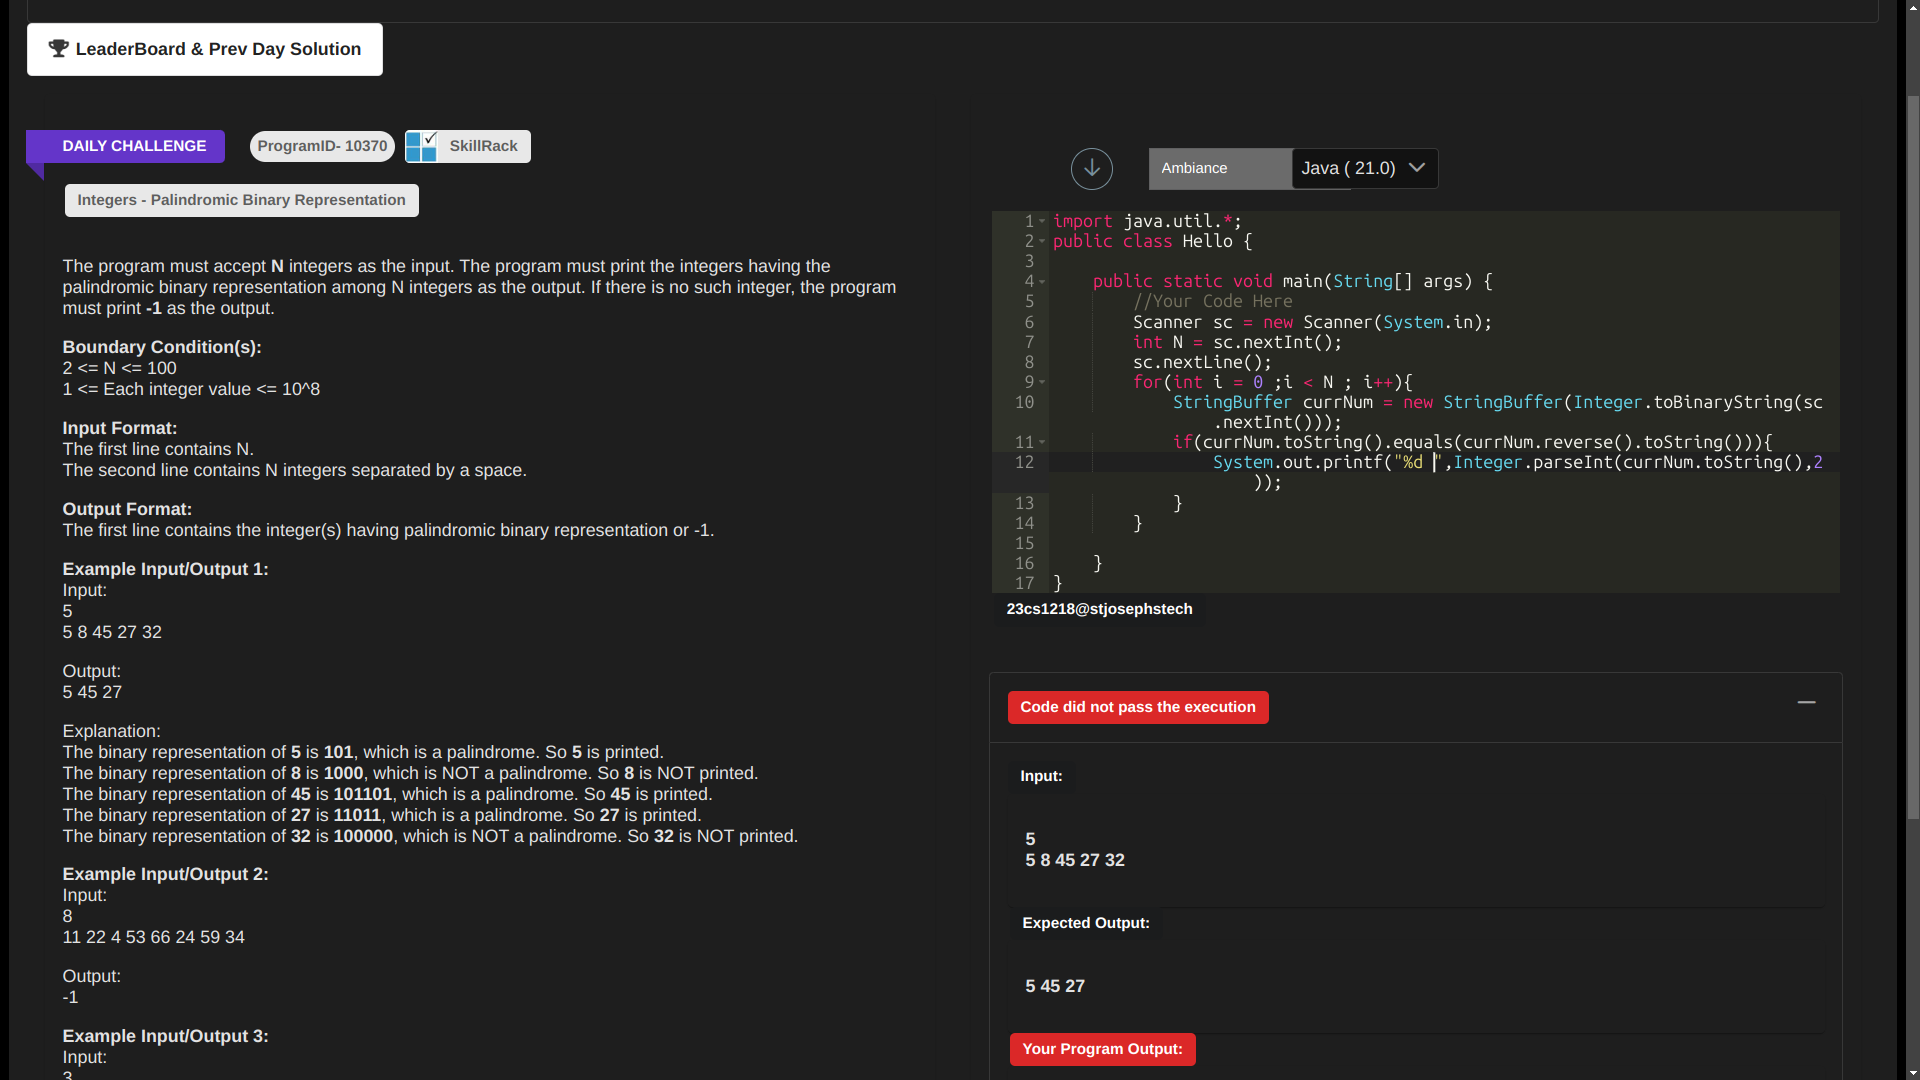 LeaderBoard & Prev Day Solution
DAILY CHALLENGE
ProgramID- 10370
SkillRack
Integers - Palindromic Binary Representation
The program must accept N integers as the input. The program must print the integers having the
palindromic binary representation among N integers as the output. If there is no such integer, the program
must print -1 as the output.
Boundary Condition(s):
2 <= N <= 100
1 <= Each integer value <= 10^8
Input Format:
The first line contains N.
The second line contains N integers separated by a space.
Output Format:
The first line contains the integer(s) having palindromic binary representation or -1.
Example Input/Output 1:
Input:
5
5 8 45 27 32
Output:
5 45 27
Explanation:
The binary representation of 5 is 101, which is a palindrome. So 5 is printed.
The binary representation of 8 is 1000, which is NOT a palindrome. So 8 is NOT printed.
The binary representation of 45 is 101101, which is a palindrome. So 45 is printed.
The binary representation of 27 is 11011, which is a palindrome. So 27 is printed.
The binary representation of 32 is 100000, which is NOT a palindrome. So 32 is NOT printed.
Example Input/Output 2:
Input:
8
11 22 4 53 66 24 59 34
Output:
-1
Example Input/Output 3:
Input:
3
Ambiance
Java ( 21.0)
1 import java.util.*;
2 public class Hello {
3
4 public static void main(String[] args) {
5 //Your Code Here
6 Scanner sc = new Scanner(System.in);
7 int N = sc.nextInt();
8 sc.nextLine();
9 for(int i = 0 ;i < N ; i++){
10 StringBuffer currNum = new StringBuffer(Integer.toBinaryString(sc
.nextInt()));
11 if(currNum.toString().equals(currNum.reverse().toString())){
12 System.out.printf("%d ",Integer.parseInt(currNum.toString(),2
));
13 }
14 }
15
16 }
17 }
23cs1218@stjosephstech
Code did not pass the execution
Input:
5
5 8 45 27 32
Expected Output:
5 45 27
Your Program Output: